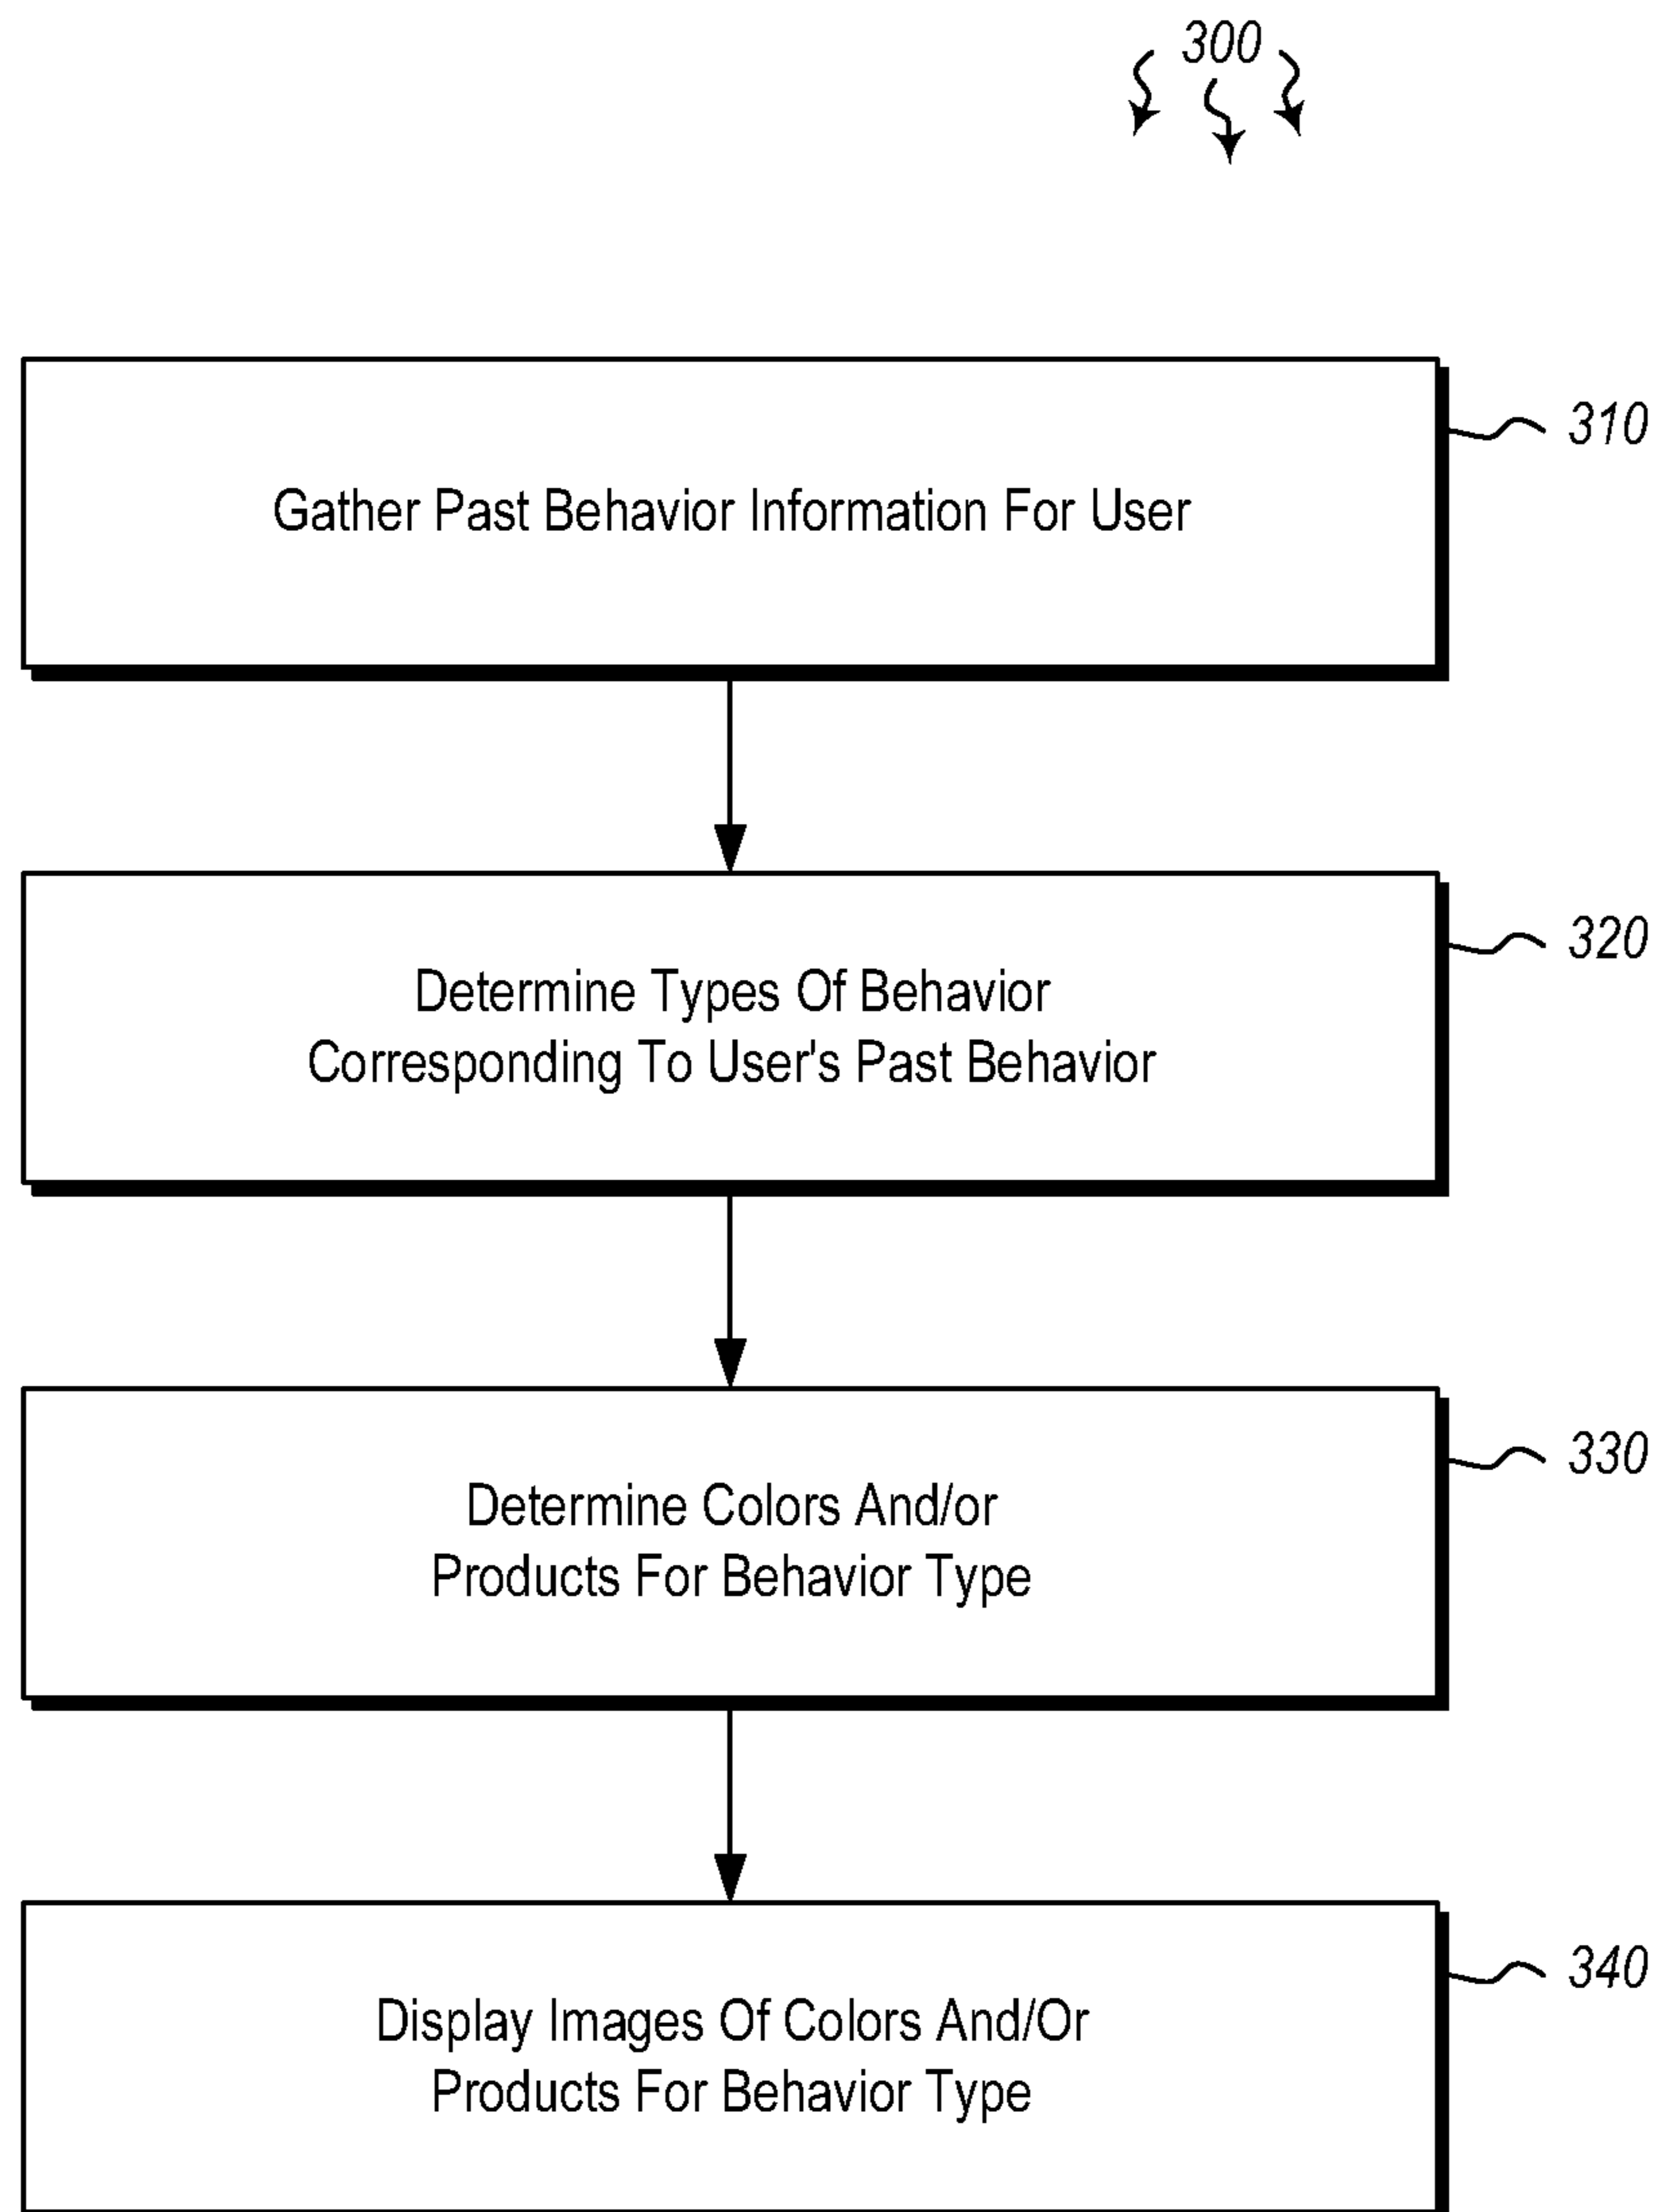 300
310
Gather Past Behavior Information For User
320
Determine Types Of Behavior
Corresponding To User's Past Behavior
330
Determine Colors And/or
Products For Behavior Type
340
Display Images Of Colors And/Or
Products For Behavior Type